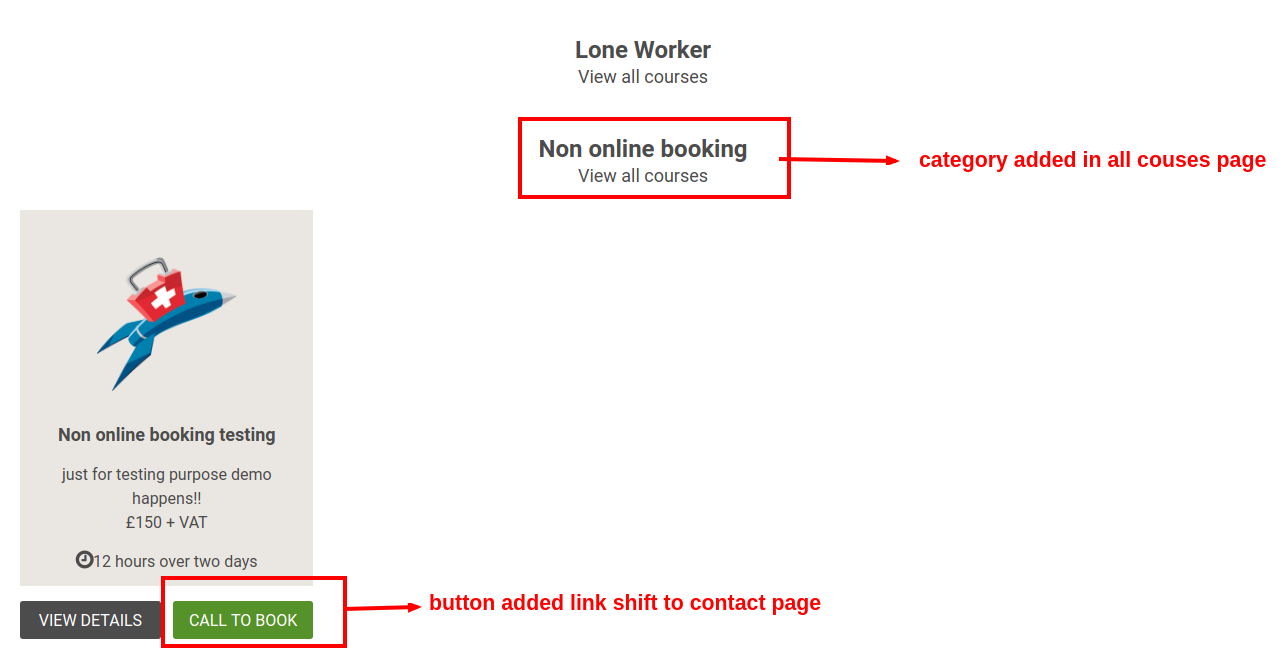 Lone Worker
View all courses
Non online booking
View all courses
category added in all couses page
Non online booking testing
just for testing purpose demo
happens!!
£150 + VAT
12 hours over two days
VIEW DETAILS
CALL TO BOOK
button added link shift to contact page